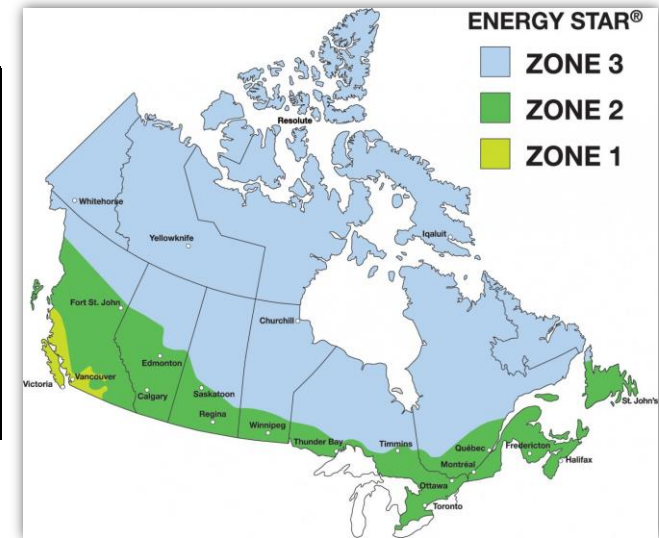 ENERGY STAR®
ZONE 3
ZONE 2
ZONE 1
Resolute
Whitehorse
Yellowknife
Iqaluit
Fort St. John
Churchill
Edmonton
Vancouver
Victoria
Calgary
Saskatoon
Regina
Winnipeg
Thunder Bay
Timmins
Québec
Fredericton
St. John's
Halifax
Montréal
Ottawa
Toronto